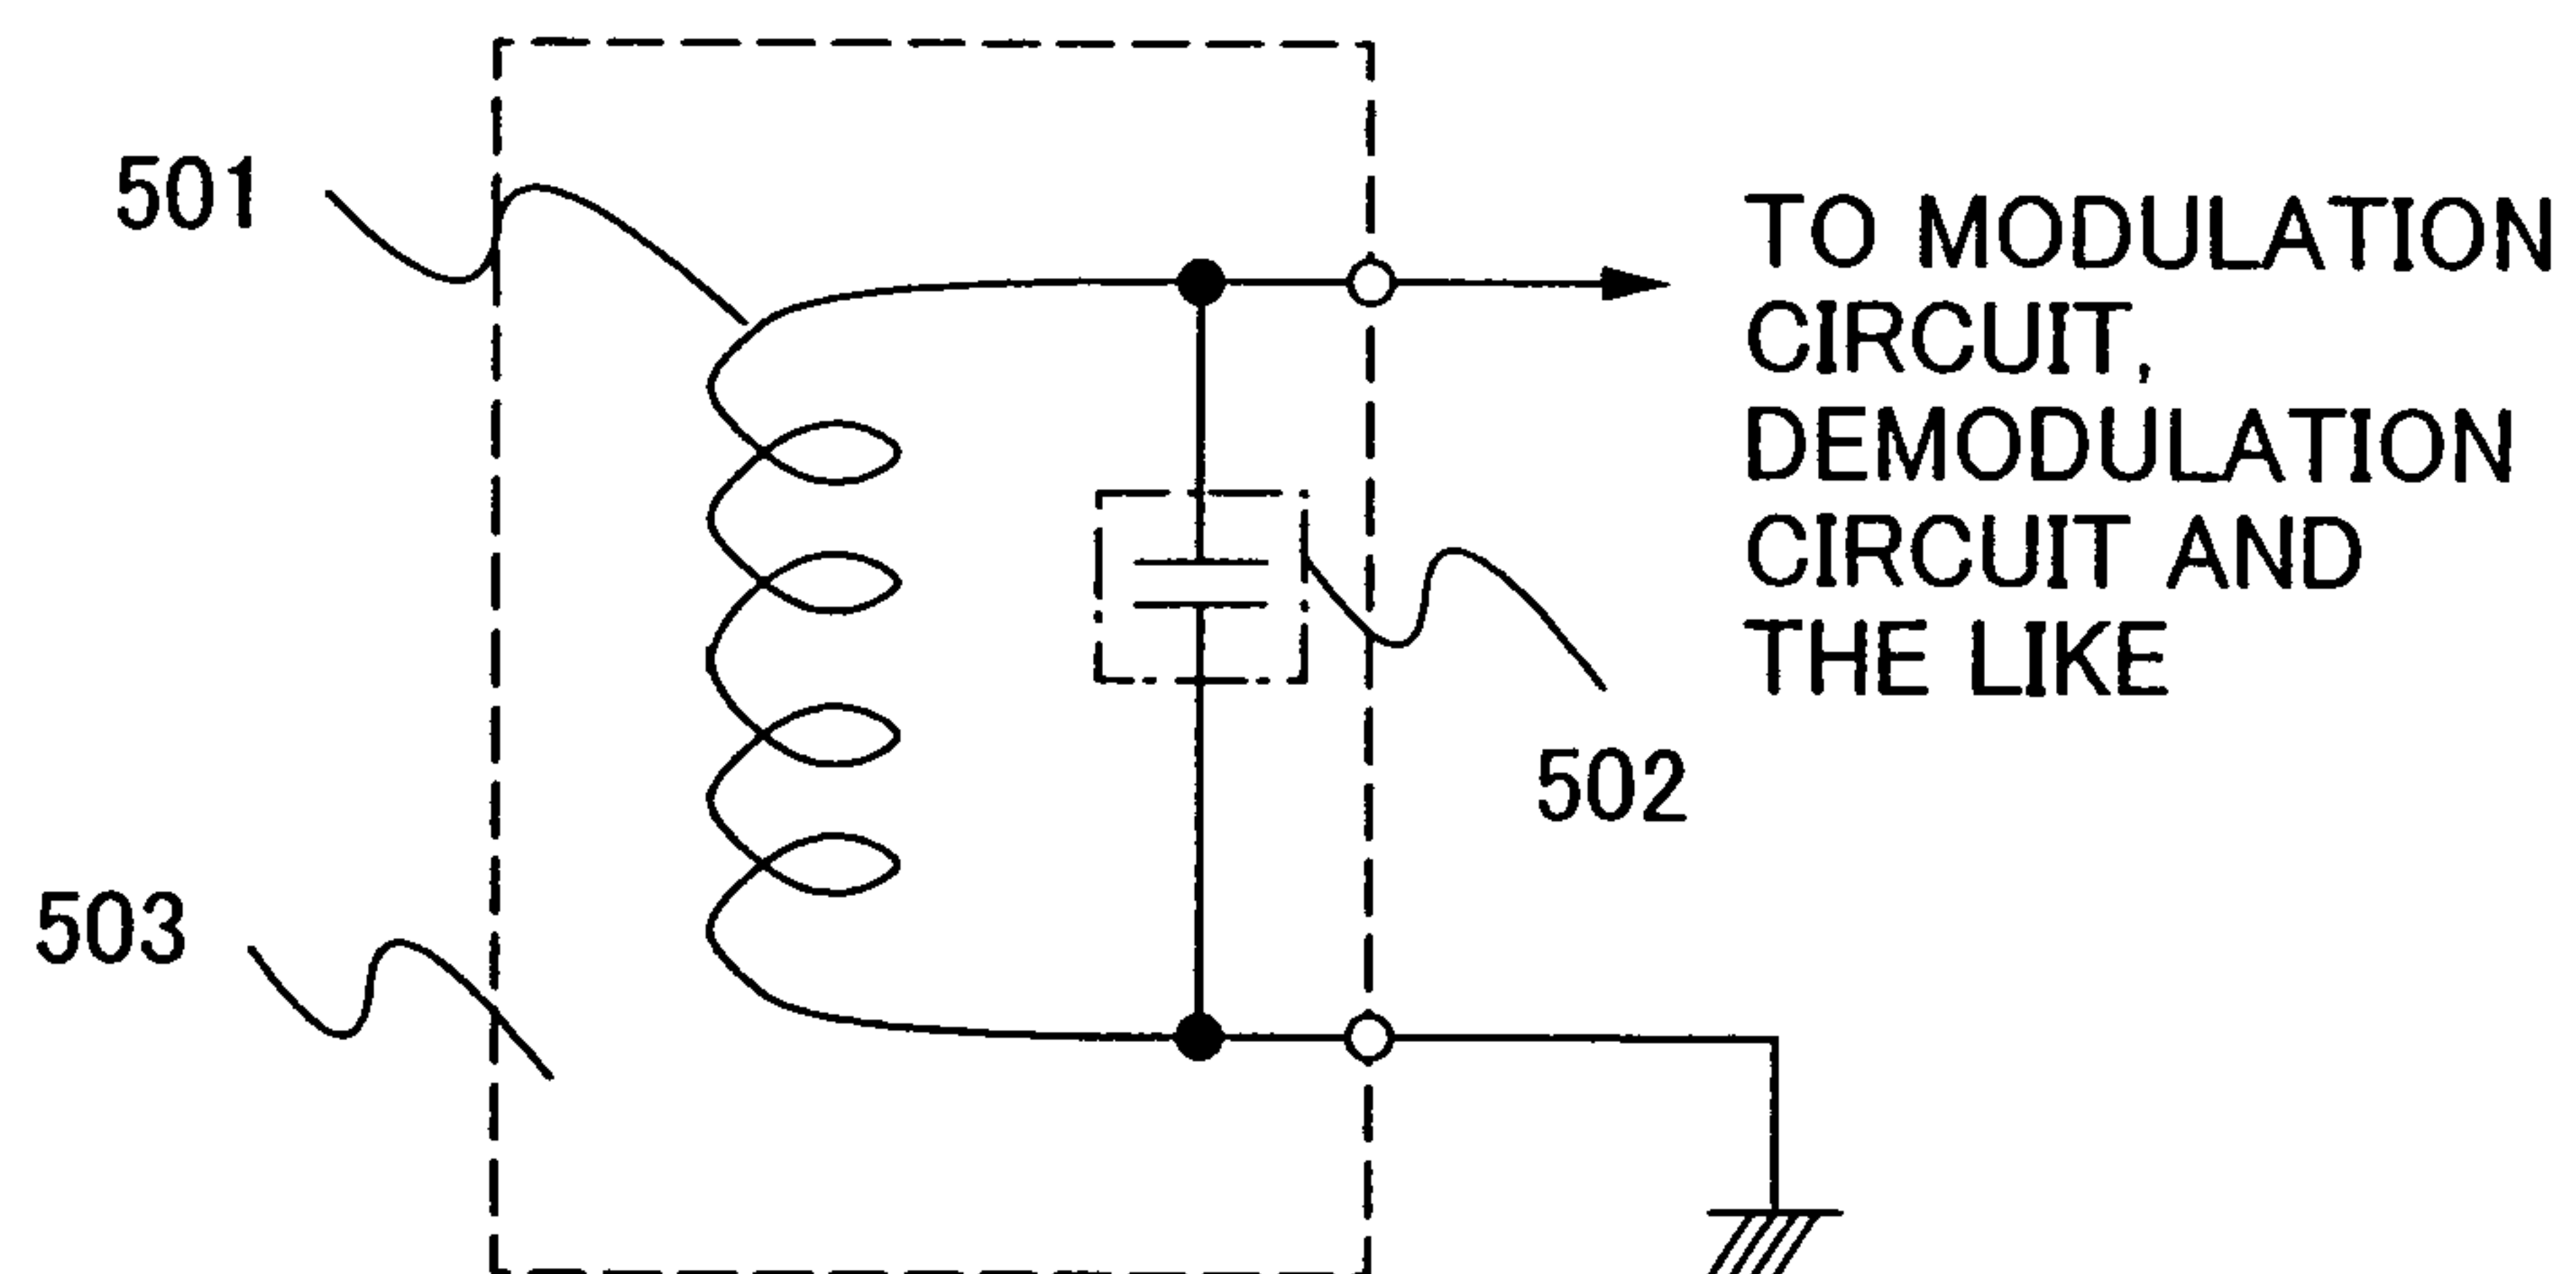 501
TO MODULATION
CIRCUIT,
DEMODULATION
CIRCUIT AND
THE LIKE
502
503